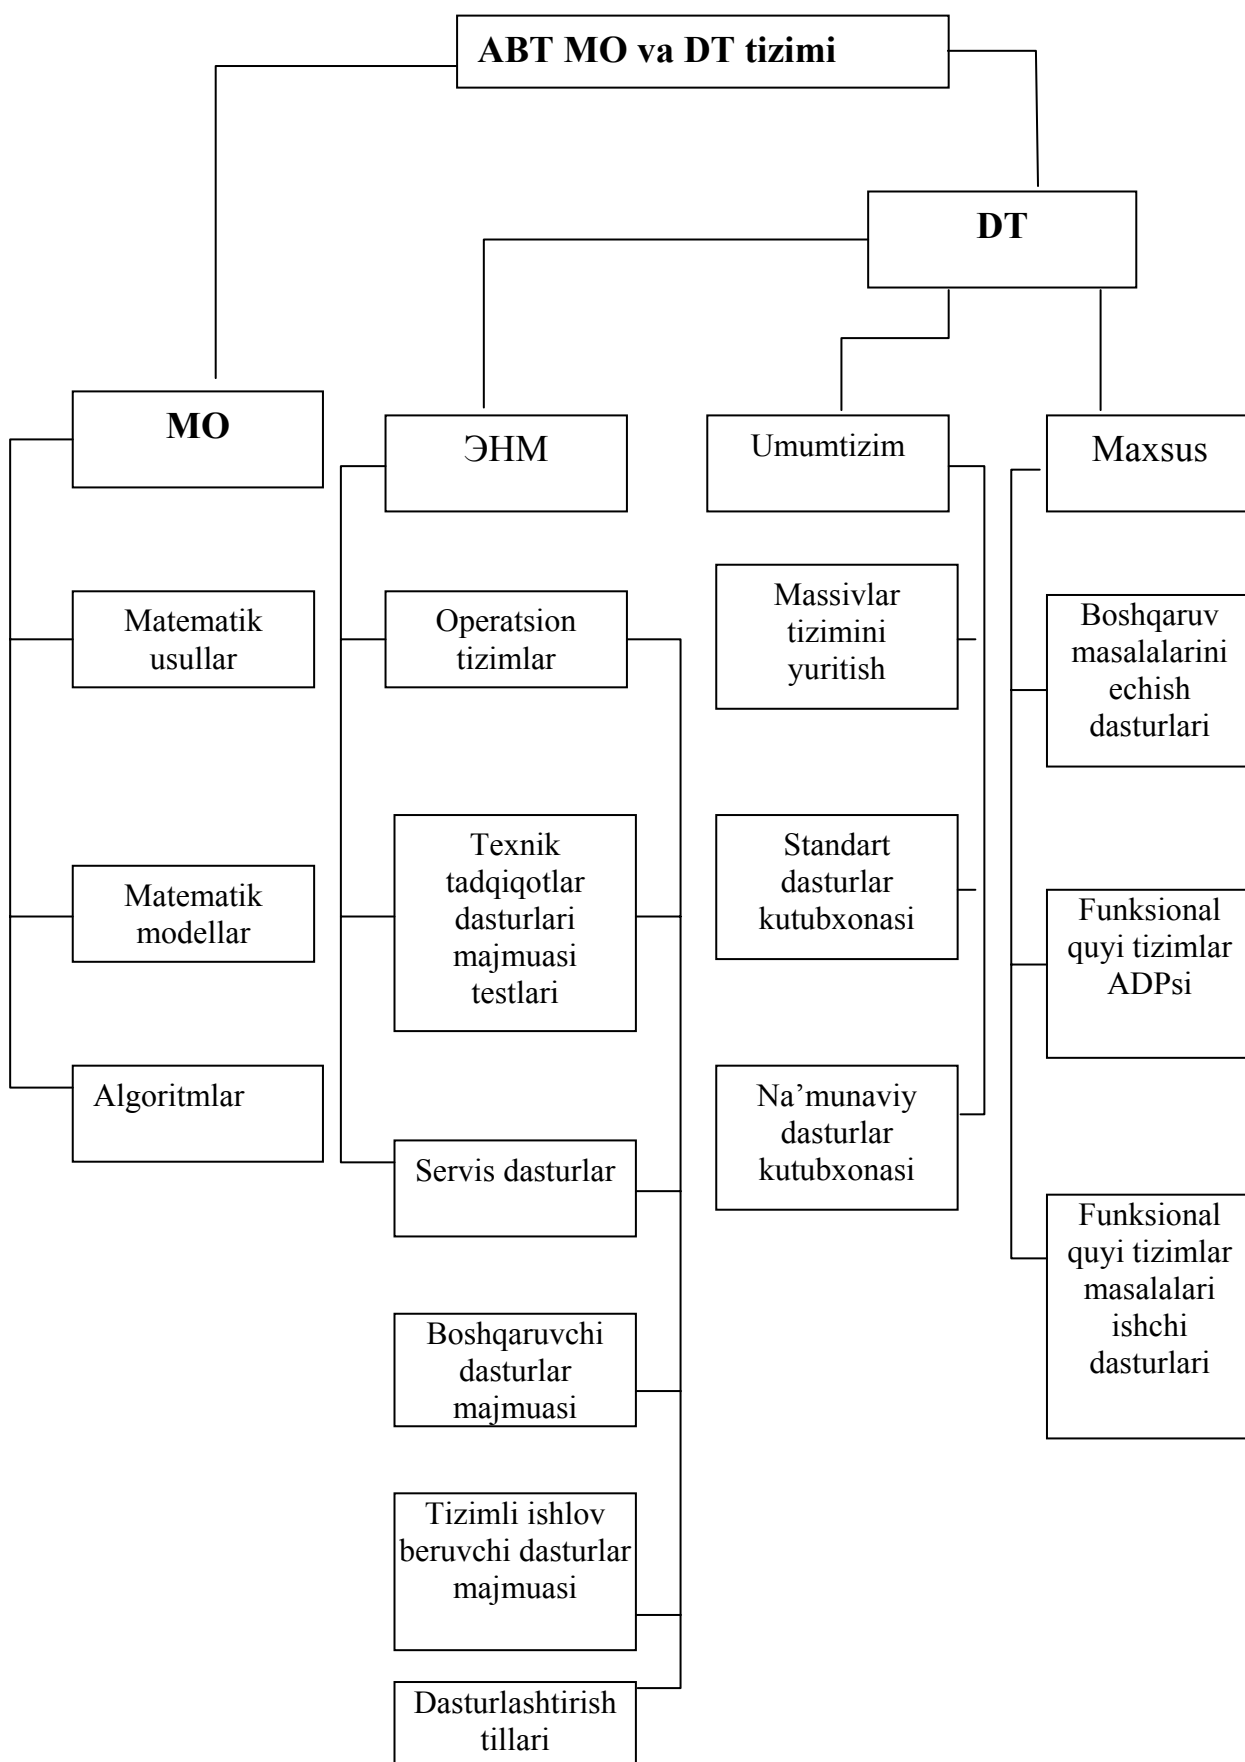 ABT MO va DT tizimi
DT
MO
ЭНМ
Umumtizim
Maxsus
Matematik
usullar
Operatsion
tizimlar
Massivlar
tizimini
yuritish
Boshqaruv
masalalarini
echish
dasturlari
Matematik
modellar
Texnik
tadqiqotlar
dasturlari
majmuasi
testlari
Standart
dasturlar
kutubxonasi
Funksional
quyi tizimlar
ADPsi
Algoritmlar
Servis dasturlar
Na’munaviy
dasturlar
kutubxonasi
Funksional
quyi tizimlar
masalalari
ishchi
dasturlari
Boshqaruvchi
dasturlar
majmuasi
Tizimli ishlov
beruvchi dasturlar
majmuasi
Dasturlashtirish
tillari